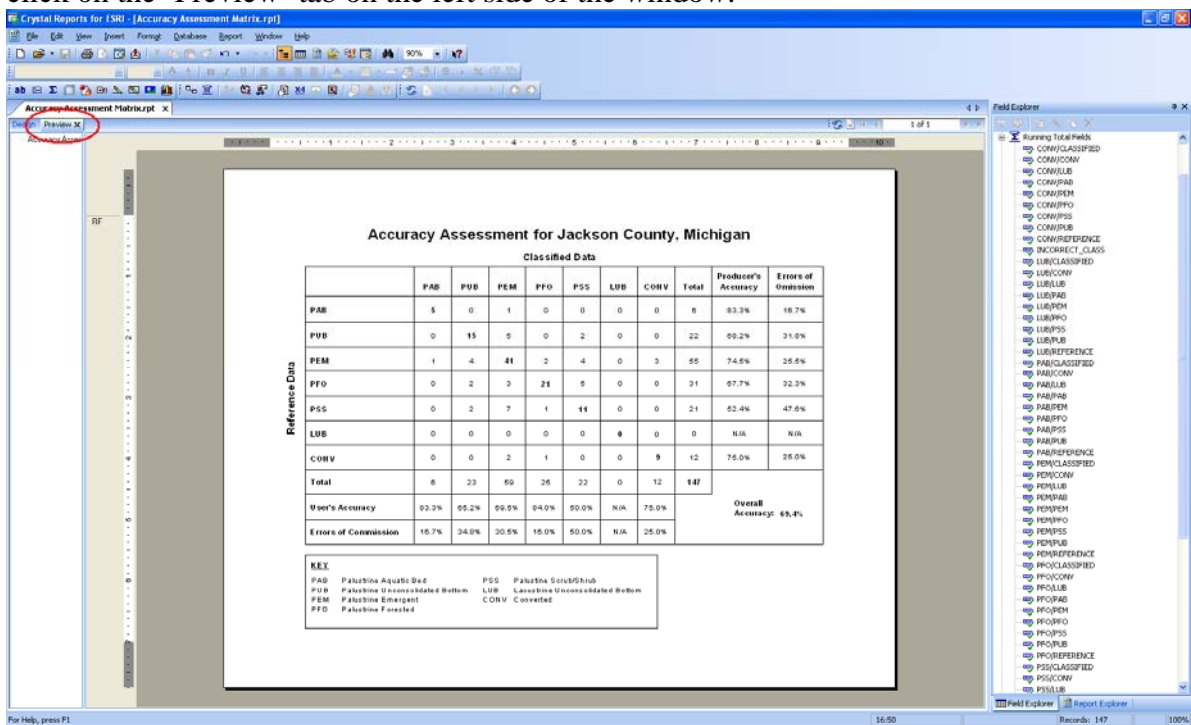 click on the "Preview" tab on the left side of the window.
Crystal Reports for ESRI - [Accuracy Assessment Matrix.rpt]
File Edit View Insert Format Database Report Window Help
90%
Accuracy Assessment Matrix.rpt x
Field Explorer
Design Preview x
1 of 1
RF
Accuracy Assessment for Jackson County, Michigan
Classified Data
PAB PUB PEM PFO PSS LUB CONV Total Producer's Accuracy Errors of Omission
Reference Data
PAB 5 0 1 0 0 0 0 6 83.3% 16.7%
PUB 0 15 5 0 2 0 0 22 68.2% 31.8%
PEM 1 4 41 2 4 0 3 55 74.5% 25.5%
PFO 0 2 3 21 5 0 0 31 67.7% 32.3%
PSS 0 2 7 1 11 0 0 21 52.4% 47.6%
LUB 0 0 0 0 0 0 0 0 N/A N/A
CONV 0 0 2 1 0 0 9 12 75.0% 25.0%
Total 6 23 59 25 22 0 12 147
User's Accuracy 83.3% 65.2% 69.5% 84.0% 50.0% N/A 75.0%
Overall Accuracy: 69.4%
Errors of Commission 16.7% 34.8% 30.5% 16.0% 50.0% N/A 25.0%
KEY
PAB Palustrine Aquatic Bed PSS Palustine Scrub/Shrub
PUB Palustrine Unconsolidated Bottom LUB Lacustrine Unconsolidated Bottom
PEM Palustrine Emergent CONV Converted
PFO Palustrine Forested
Running Total Fields
CONV/CLASSIFIED
CONV/CONV
CONV/LUB
CONV/PAB
CONV/PEM
CONV/PFO
CONV/PSS
CONV/PUB
CONV/REFERENCE
INCORRECT_CLASS
LUB/CLASSIFIED
LUB/CONV
LUB/LUB
LUB/PAB
LUB/PEM
LUB/PFO
LUB/PSS
LUB/PUB
LUB/REFERENCE
PAB/CLASSIFIED
PAB/CONV
PAB/LUB
PAB/PAB
PAB/PEM
PAB/PFO
PAB/PSS
PAB/PUB
PAB/REFERENCE
PEM/CLASSIFIED
PEM/CONV
PEM/LUB
PEM/PAB
PEM/PEM
PEM/PFO
PEM/PSS
PEM/PUB
PEM/REFERENCE
PFO/CLASSIFIED
PFO/CONV
PFO/LUB
PFO/PAB
PFO/PEM
PFO/PFO
PFO/PSS
PFO/PUB
PFO/REFERENCE
PSS/CLASSIFIED
PSS/CONV
PSS/LUB
Field Explorer Report Explorer
For Help, press F1
16:50
Records: 147
100%